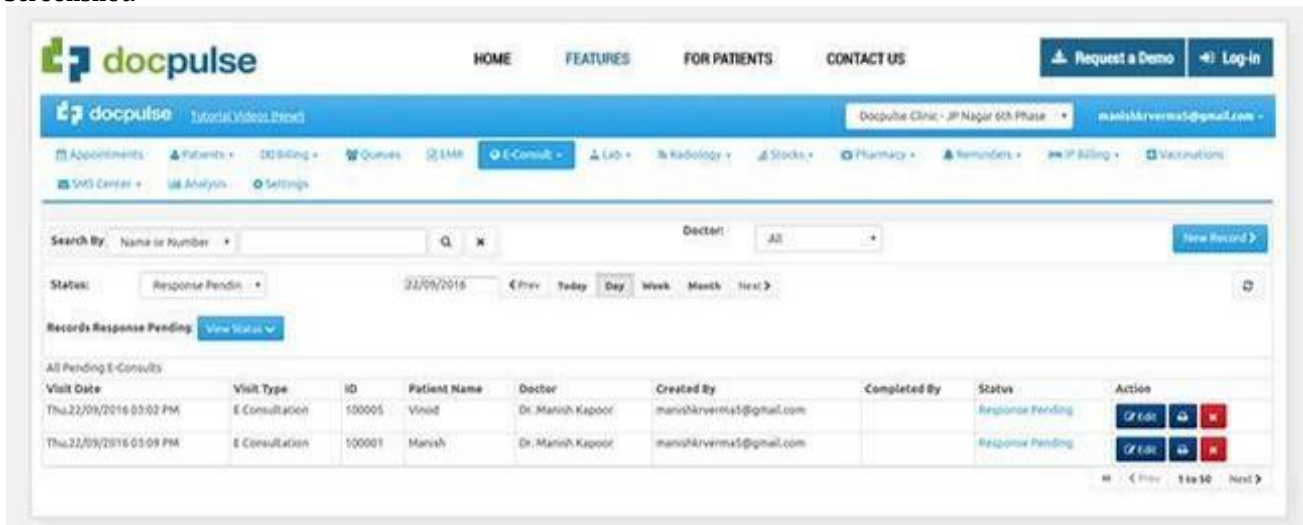 docpulse HOME FEATURES FOR PATIENTS CONTACT US Request a Demo Log-in
docpulse Tutorial Videos (New) Docpulse Clinic - JP Nagar 6th Phase manishkrverma5@gmail.com
Appointments Patients Billing Queues EMR E-Consult Lab Radiology Stocks Pharmacy Reminders IP Billing Vaccinations
SMS Center Analysis Settings
Search By Name or Number Doctor: All New Record
Status: Response Pendin 22/09/2016 Prev Today Day Week Month Next
Records Response Pending: View Status
All Pending E-Consults
Visit Date Visit Type ID Patient Name Doctor Created By Completed By Status Action
Thu,22/09/2016 03:02 PM E Consultation 100005 Vinod Dr. Manish Kapoor manishkrverma5@gmail.com Response Pending Edit
Thu,22/09/2016 03:09 PM E Consultation 100001 Manish Dr. Manish Kapoor manishkrverma5@gmail.com Response Pending Edit
Prev 1 to 50 Next